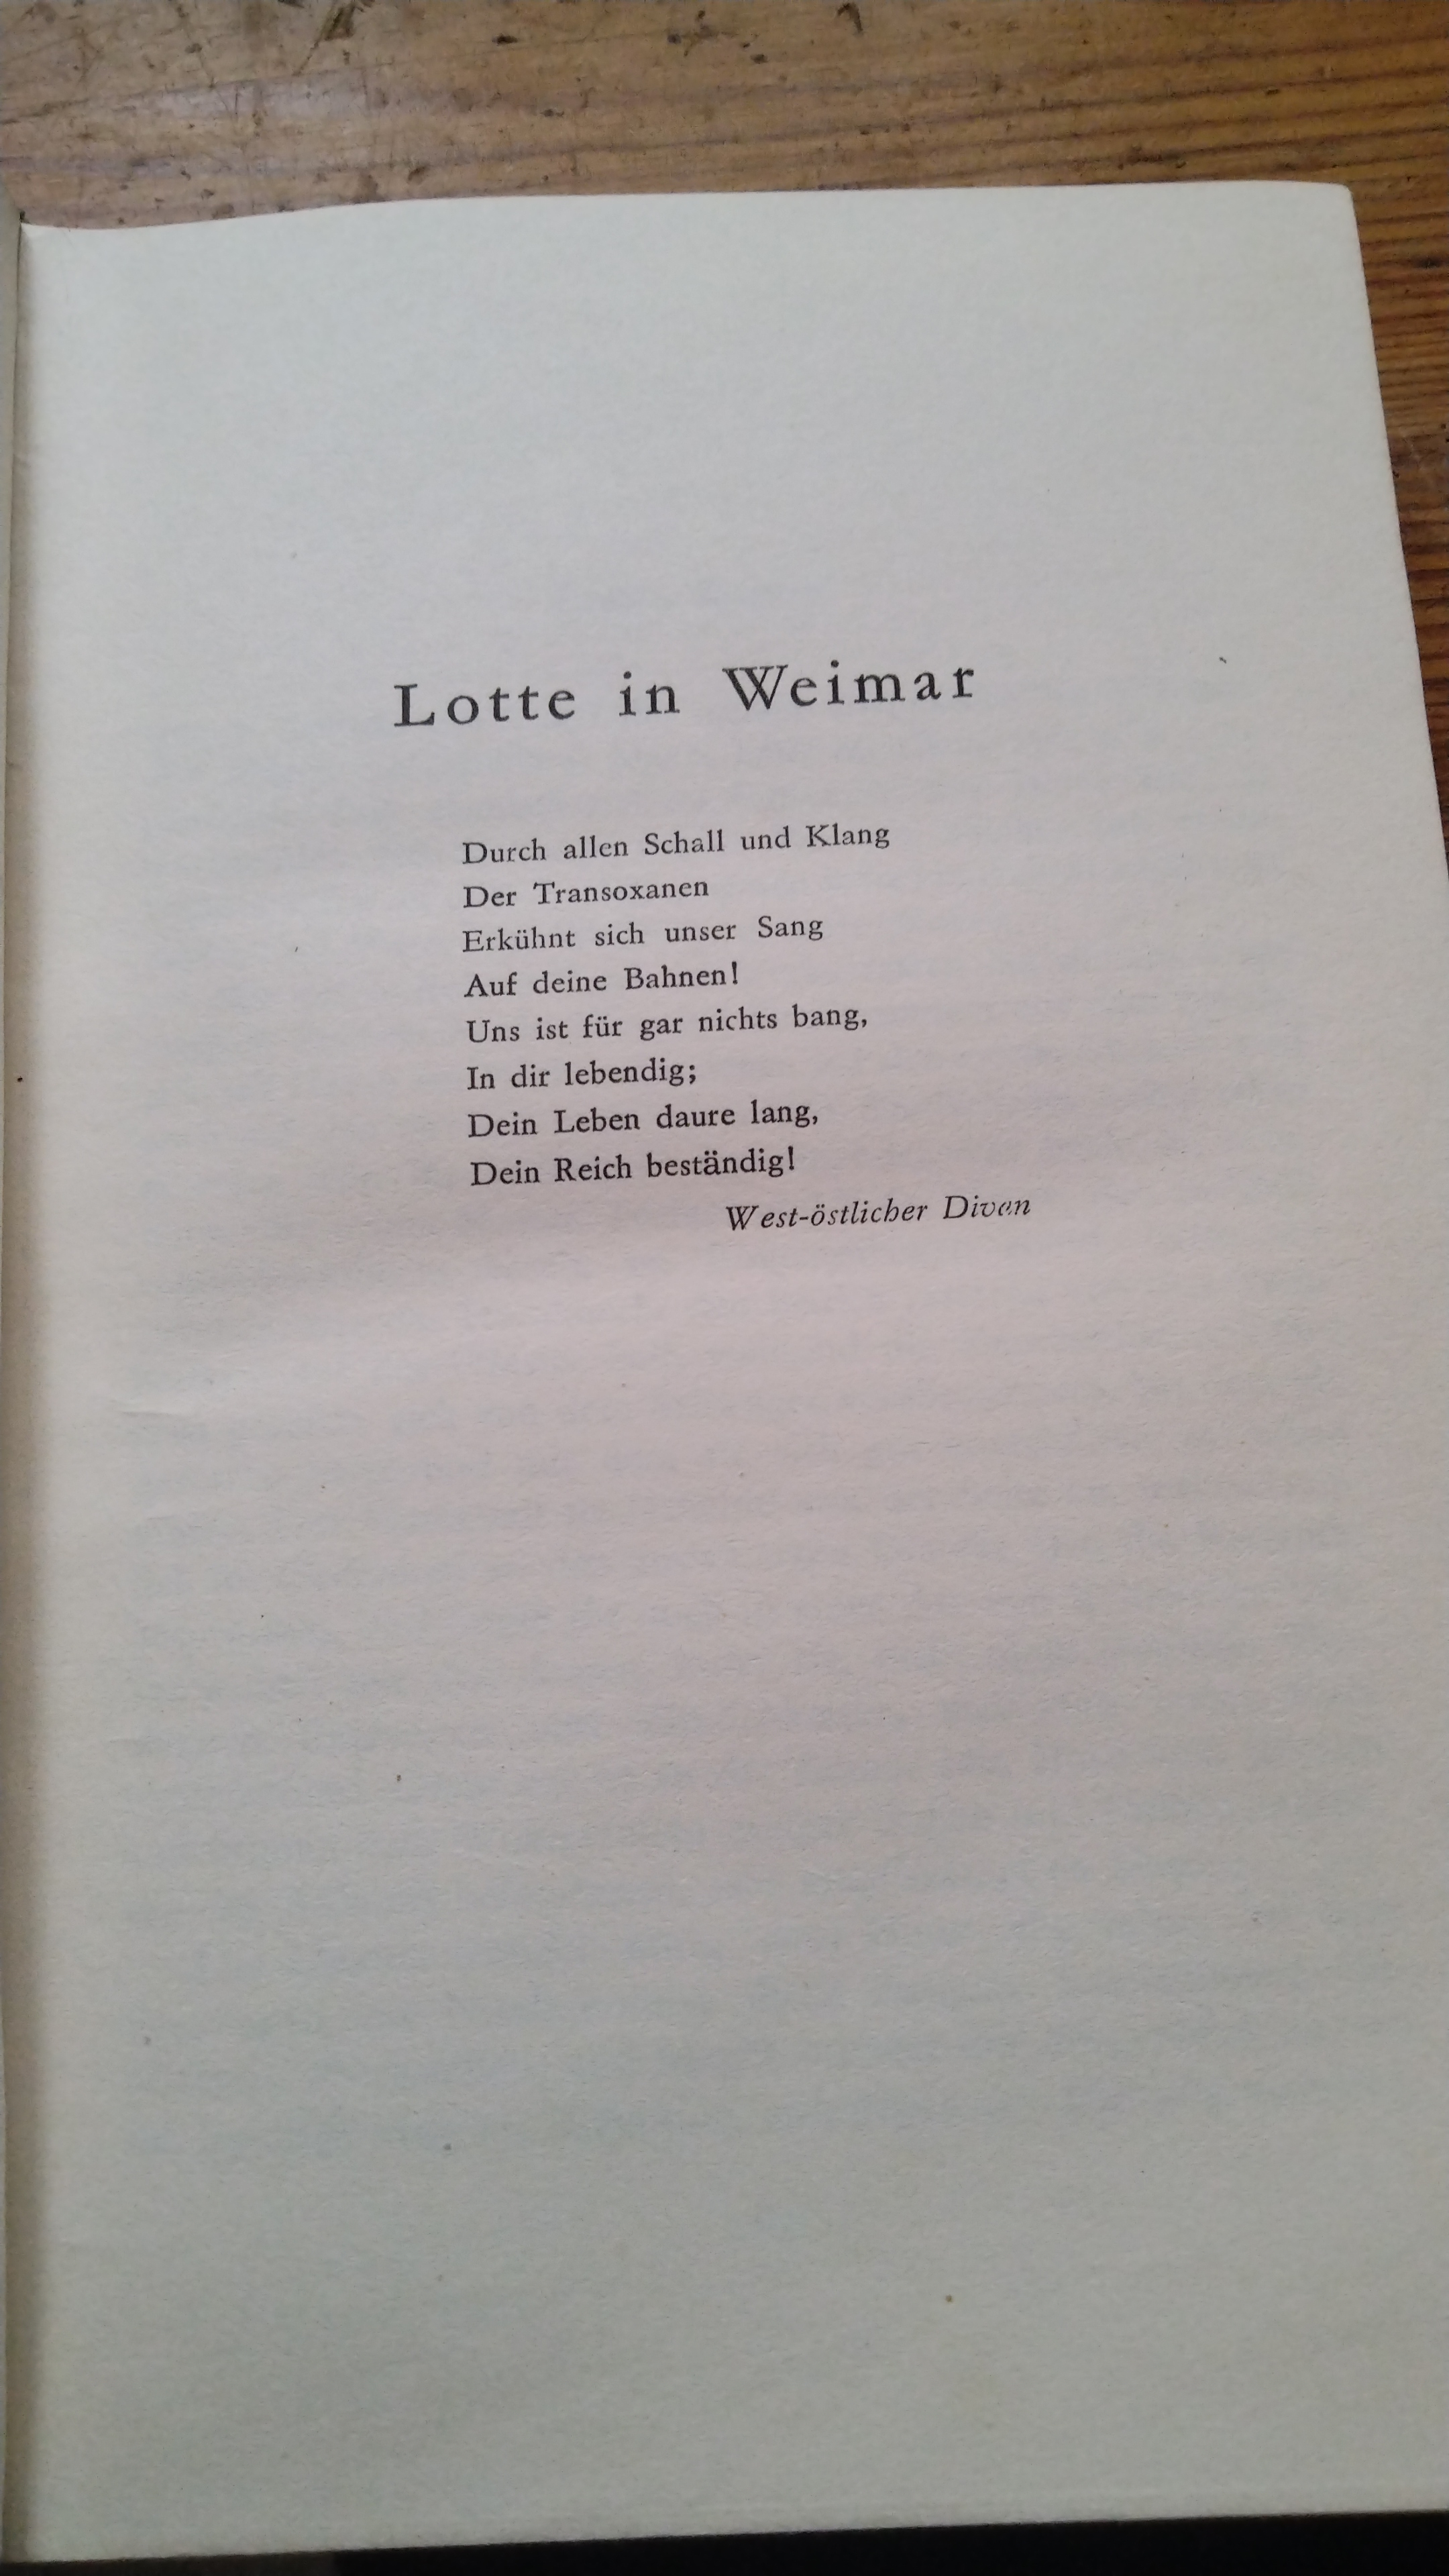 Lotte in Weimar
Durch allen Schall und Klang
Der Transoxanen
Erkühnt sich unser Sang
Auf deine Bahnen!
Uns ist für gar nichts bang,
In dir lebendig;
Dein Leben daure lang,
Dein Reich beständig!
West-östlicher Divan